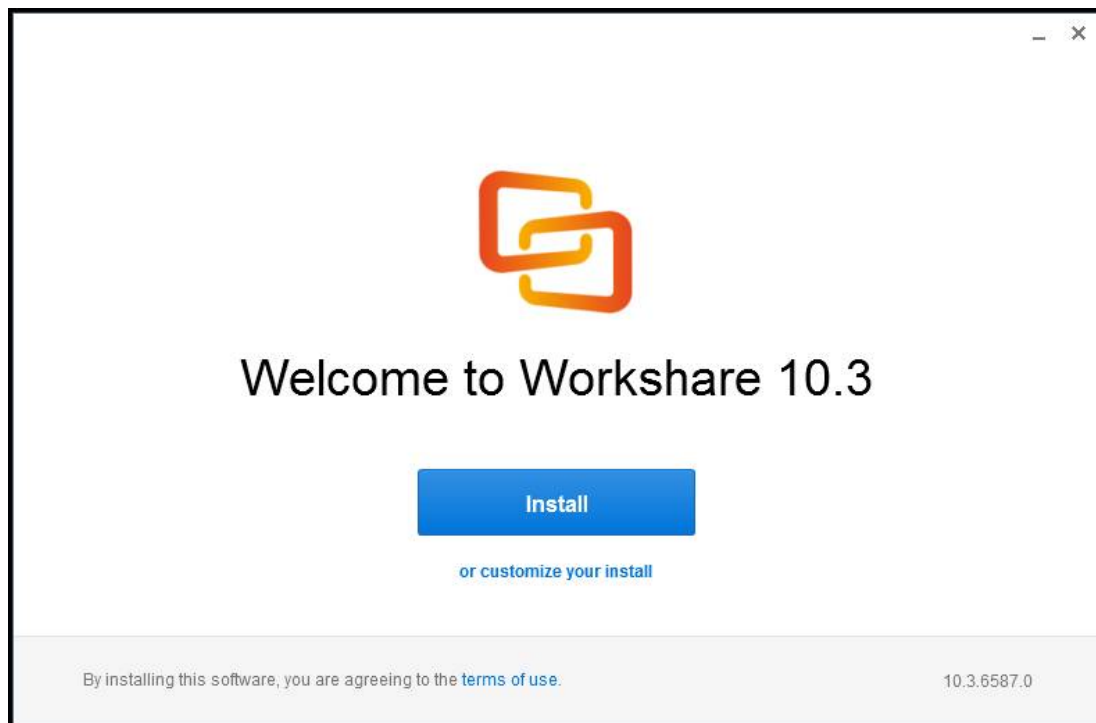 Welcome to Workshare 10.3
Install
or customize your install
By installing this software, you are agreeing to the terms of use.
10.3.6587.0